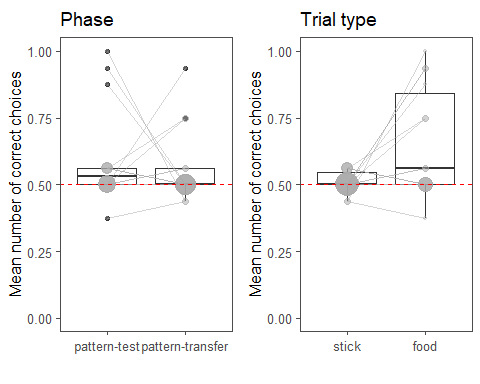 Phase
Mean number of correct choices
1.00
0.75
0.50
0.25
0.00
pattern-test pattern-transfer
Trial type
Mean number of correct choices
1.00
0.75
0.50
0.25
0.00
stick food